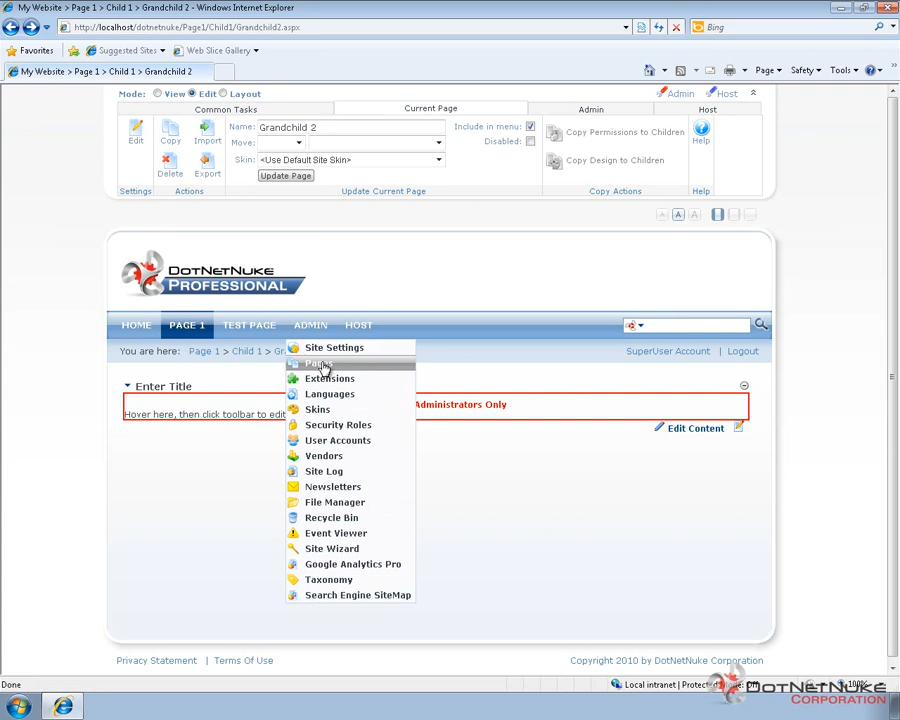 My Website > Page 1 > Child 1 > Grandchild 2 - Windows Internet Explorer
http://localhost/dotnetnuke/Page1/Child1/Grandchild2.aspx
Bing
Favorites
Suggested Sites
Web Slice Gallery
My Website > Page 1 > Child 1 > Grandchild 2
Page
Safety
Tools
Mode: View Edit Layout
Admin Host
Common Tasks
Current Page
Admin
Host
Name: Grandchild 2
Include in menu:
Move:
Disabled:
Skin: <Use Default Site Skin>
Update Page
Edit
Copy
Import
Delete
Export
Copy Permissions to Children
Copy Design to Children
Help
Settings
Actions
Update Current Page
Copy Actions
Help
A A A
DOTNETNUKE
PROFESSIONAL
HOME PAGE 1 TEST PAGE ADMIN HOST
You are here: Page 1 > Child 1 >
SuperUser Account | Logout
Site Settings
Extensions
Languages
Skins
Security Roles
User Accounts
Vendors
Site Log
Newsletters
File Manager
Recycle Bin
Event Viewer
Site Wizard
Google Analytics Pro
Taxonomy
Search Engine SiteMap
Enter Title
Administrators Only
Hover here, then click toolbar to edit
Edit Content
Privacy Statement | Terms Of Use
Copyright 2010 by DotNetNuke Corporation
Done
Local intranet | Protected Mode: Off
100%
DOTNETNUKE
CORPORATION